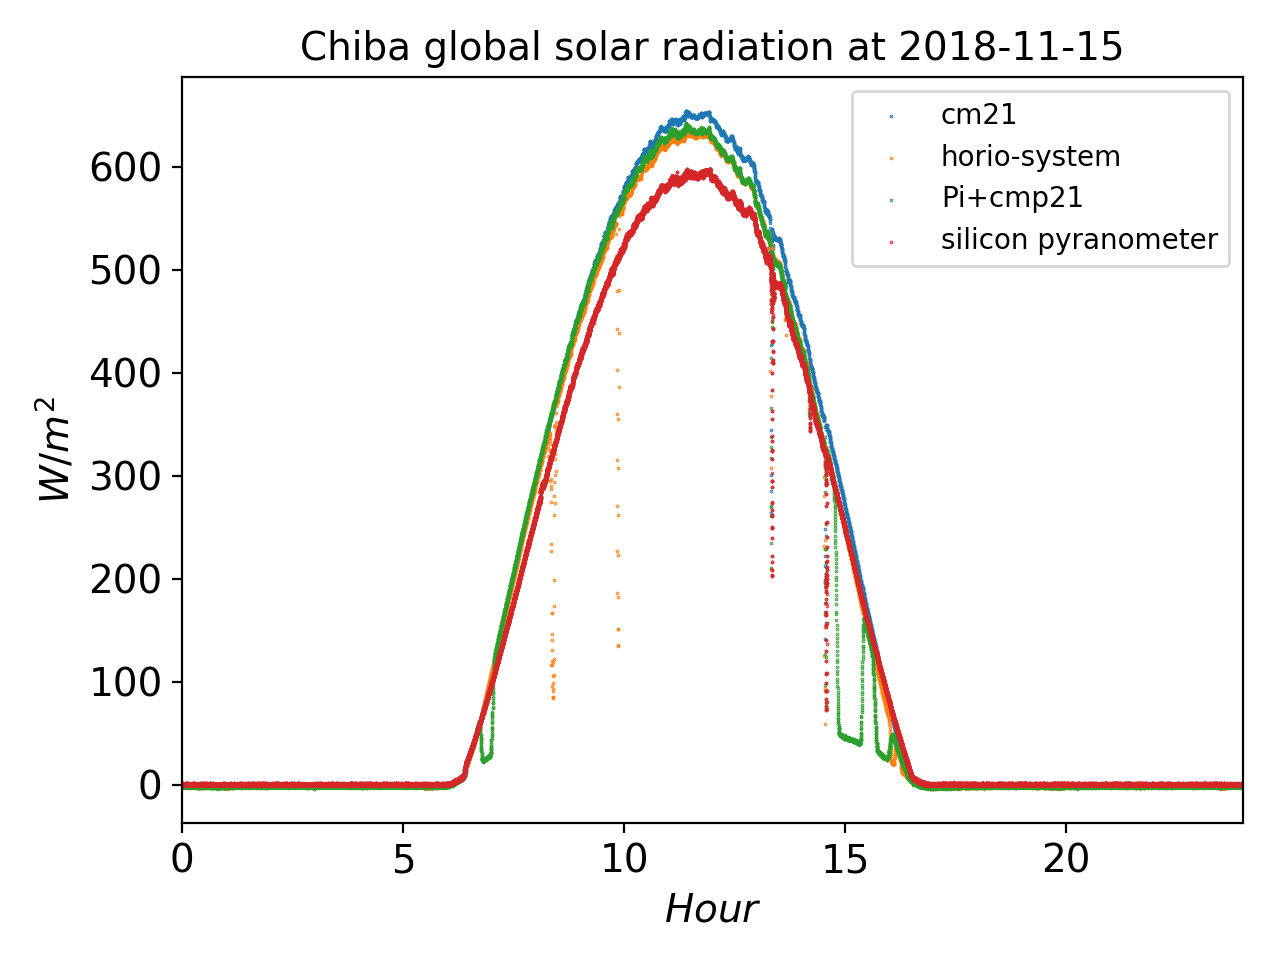 Chiba global solar radiation at 2018-11-15
cm21
horio-system
Pi+cmp21
silicon pyranometer
600
500
400
300
200
100
0
W/m²
0 5 10 15 20
Hour